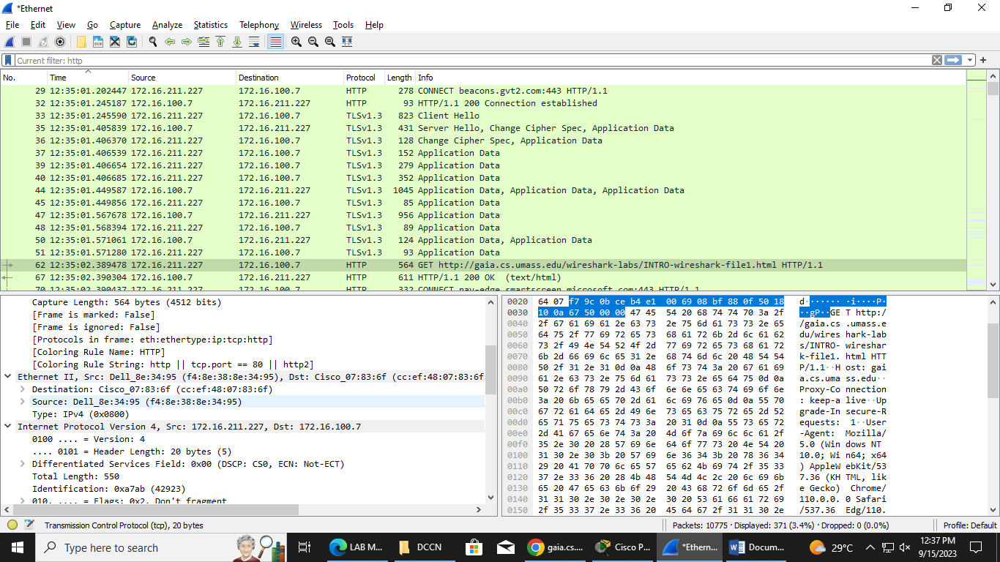 *Ethernet
File Edit View Go Capture Analyze Statistics Telephony Wireless Tools Help
Current filter: http
No. Time Source Destination Protocol Length Info
29 12:35:01.202447 172.16.211.227 172.16.100.7 HTTP 278 CONNECT beacons.gvt2.com:443 HTTP/1.1
32 12:35:01.245187 172.16.100.7 172.16.211.227 HTTP 93 HTTP/1.1 200 Connection established
33 12:35:01.245590 172.16.211.227 172.16.100.7 TLSv1.3 823 Client Hello
35 12:35:01.405839 172.16.100.7 172.16.211.227 TLSv1.3 431 Server Hello, Change Cipher Spec, Application Data
36 12:35:01.406370 172.16.211.227 172.16.100.7 TLSv1.3 128 Change Cipher Spec, Application Data
37 12:35:01.406539 172.16.211.227 172.16.100.7 TLSv1.3 152 Application Data
39 12:35:01.406654 172.16.211.227 172.16.100.7 TLSv1.3 279 Application Data
40 12:35:01.406685 172.16.211.227 172.16.100.7 TLSv1.3 352 Application Data
44 12:35:01.449587 172.16.100.7 172.16.211.227 TLSv1.3 1045 Application Data, Application Data, Application Data
45 12:35:01.449856 172.16.211.227 172.16.100.7 TLSv1.3 85 Application Data
47 12:35:01.567678 172.16.100.7 172.16.211.227 TLSv1.3 956 Application Data
48 12:35:01.568394 172.16.211.227 172.16.100.7 TLSv1.3 89 Application Data
50 12:35:01.571061 172.16.100.7 172.16.211.227 TLSv1.3 124 Application Data, Application Data
51 12:35:01.571280 172.16.211.227 172.16.100.7 TLSv1.3 93 Application Data
62 12:35:02.389478 172.16.211.227 172.16.100.7 HTTP 564 GET http://gaia.cs.umass.edu/wireshark-labs/INTRO-wireshark-file1.html HTTP/1.1
67 12:35:02.390304 172.16.100.7 172.16.211.227 HTTP 611 HTTP/1.1 200 OK (text/html)
70 12:35:02.390437 172.16.211.227 172.16.100.7 HTTP 332 CONNECT nav-edge.smartscreen.microsoft.com:443 HTTP/1.1
Capture Length: 564 bytes (4512 bits)
[Frame is marked: False]
[Frame is ignored: False]
[Protocols in frame: eth:ethertype:ip:tcp:http]
[Coloring Rule Name: HTTP]
[Coloring Rule String: http || tcp.port == 80 || http2]
Ethernet II, Src: Dell_8e:34:95 (f4:8e:38:8e:34:95), Dst: Cisco_07:83:6f (cc:ef:48:07:83:6f
Destination: Cisco_07:83:6f (cc:ef:48:07:83:6f)
Source: Dell_8e:34:95 (f4:8e:38:8e:34:95)
Type: IPv4 (0x0800)
Internet Protocol Version 4, Src: 172.16.211.227, Dst: 172.16.100.7
0100 .... = Version: 4
.... 0101 = Header Length: 20 bytes (5)
Differentiated Services Field: 0x00 (DSCP: CS0, ECN: Not-ECT)
Total Length: 550
Identification: 0xa7ab (42923)
010. .... = Flags: 0x2, Don't fragment
0020 64 07 f7 9c 0b ce b4 e1 00 69 08 bf 88 0f 50 18 d······· ·i····P·
0030 10 0a 67 50 00 00 47 45 54 20 68 74 74 70 3a 2f ··gP··GE T http:/
0040 2f 67 61 69 61 2e 63 73 2e 75 6d 61 73 73 2e 65 /gaia.cs .umass.e
0050 64 75 2f 77 69 72 65 73 68 61 72 6b 2d 6c 61 62 du/wires hark-lab
0060 73 2f 49 4e 54 52 4f 2d 77 69 72 65 73 68 61 72 s/INTRO- wireshar
0070 6b 2d 66 69 6c 65 31 2e 68 74 6d 6c 20 48 54 54 k-file1. html HTT
0080 50 2f 31 2e 31 0d 0a 48 6f 73 74 3a 20 67 61 69 P/1.1··H ost: gai
0090 61 2e 63 73 2e 75 6d 61 73 73 2e 65 64 75 0d 0a a.cs.uma ss.edu··
00a0 50 72 6f 78 79 2d 43 6f 6e 6e 65 63 74 69 6f 6e Proxy-Co nnection
00b0 3a 20 6b 65 65 70 2d 61 6c 69 76 65 0d 0a 55 70 : keep-a live··Up
00c0 67 72 61 64 65 2d 49 6e 73 65 63 75 72 65 2d 52 grade-In secure-R
00d0 65 71 75 65 73 74 73 3a 20 31 0d 0a 55 73 65 72 equests: 1··User
00e0 2d 41 67 65 6e 74 3a 20 4d 6f 7a 69 6c 6c 61 2f -Agent: Mozilla/
00f0 35 2e 30 20 28 57 69 6e 64 6f 77 73 20 4e 54 20 5.0 (Win dows NT
0100 31 30 2e 30 3b 20 57 69 6e 36 34 3b 20 78 36 34 10.0; Wi n64; x64
0110 29 20 41 70 70 6c 65 57 65 62 4b 69 74 2f 35 33 ) AppleW ebKit/53
0120 37 2e 33 36 20 28 4b 48 54 4d 4c 2c 20 6c 69 6b 7.36 (KH TML, lik
0130 65 20 47 65 63 6b 6f 29 20 43 68 72 6f 6d 65 2f e Gecko) Chrome/
0140 31 31 30 2e 30 2e 30 2e 30 20 53 61 66 61 72 69 110.0.0. 0 Safari
0150 2f 35 33 37 2e 33 36 20 45 64 67 2f 31 31 30 2e /537.36 Edg/110.
Transmission Control Protocol (tcp), 20 bytes
Packets: 10775 · Displayed: 371 (3.4%) · Dropped: 0 (0.0%)
Profile: Default
Type here to search
LAB M...
DCCN
gaia.cs....
Cisco P...
*Ethern...
Docum...
29°C
12:37 PM
9/15/2023